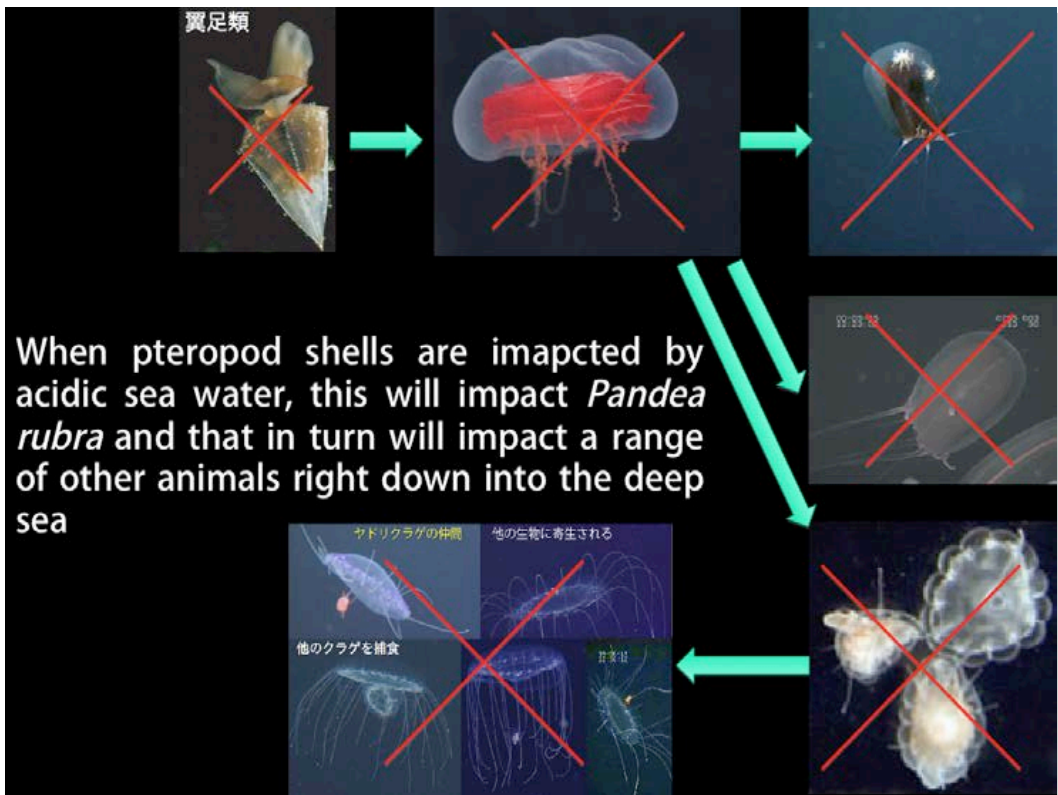 翼足類
When pteropod shells are imapcted by
acidic sea water, this will impact Pandea
rubra and that in turn will impact a range
of other animals right down into the deep
sea
ヤドリクラゲの仲間
他の生物に寄生される
他のクラゲを捕食